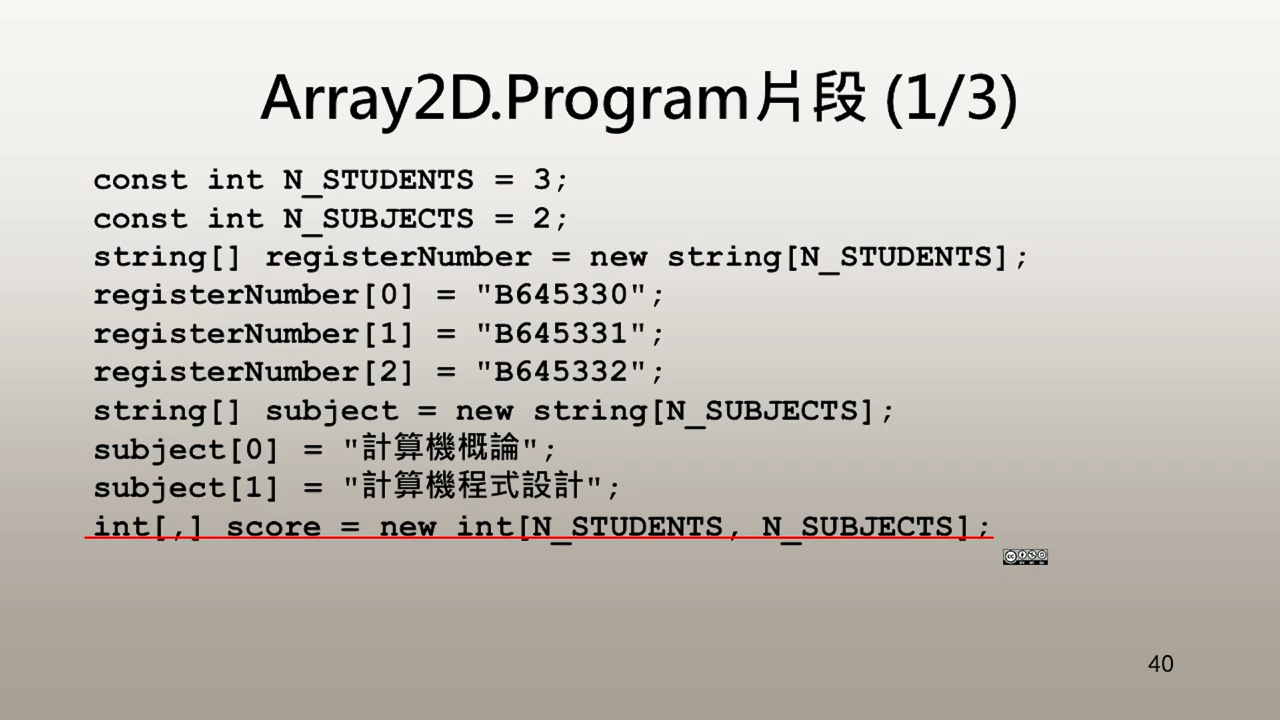 Array2D.Program片段 (1/3)
const int N_STUDENTS = 3;
const int N_SUBJECTS = 2;
string[] registerNumber = new string[N_STUDENTS];
registerNumber[0] = "B645330";
registerNumber[1] = "B645331";
registerNumber[2] = "B645332";
string[] subject = new string[N_SUBJECTS];
subject[0] = "計算機概論";
subject[1] = "計算機程式設計";
int[,] score = new int[N_STUDENTS, N_SUBJECTS];
40